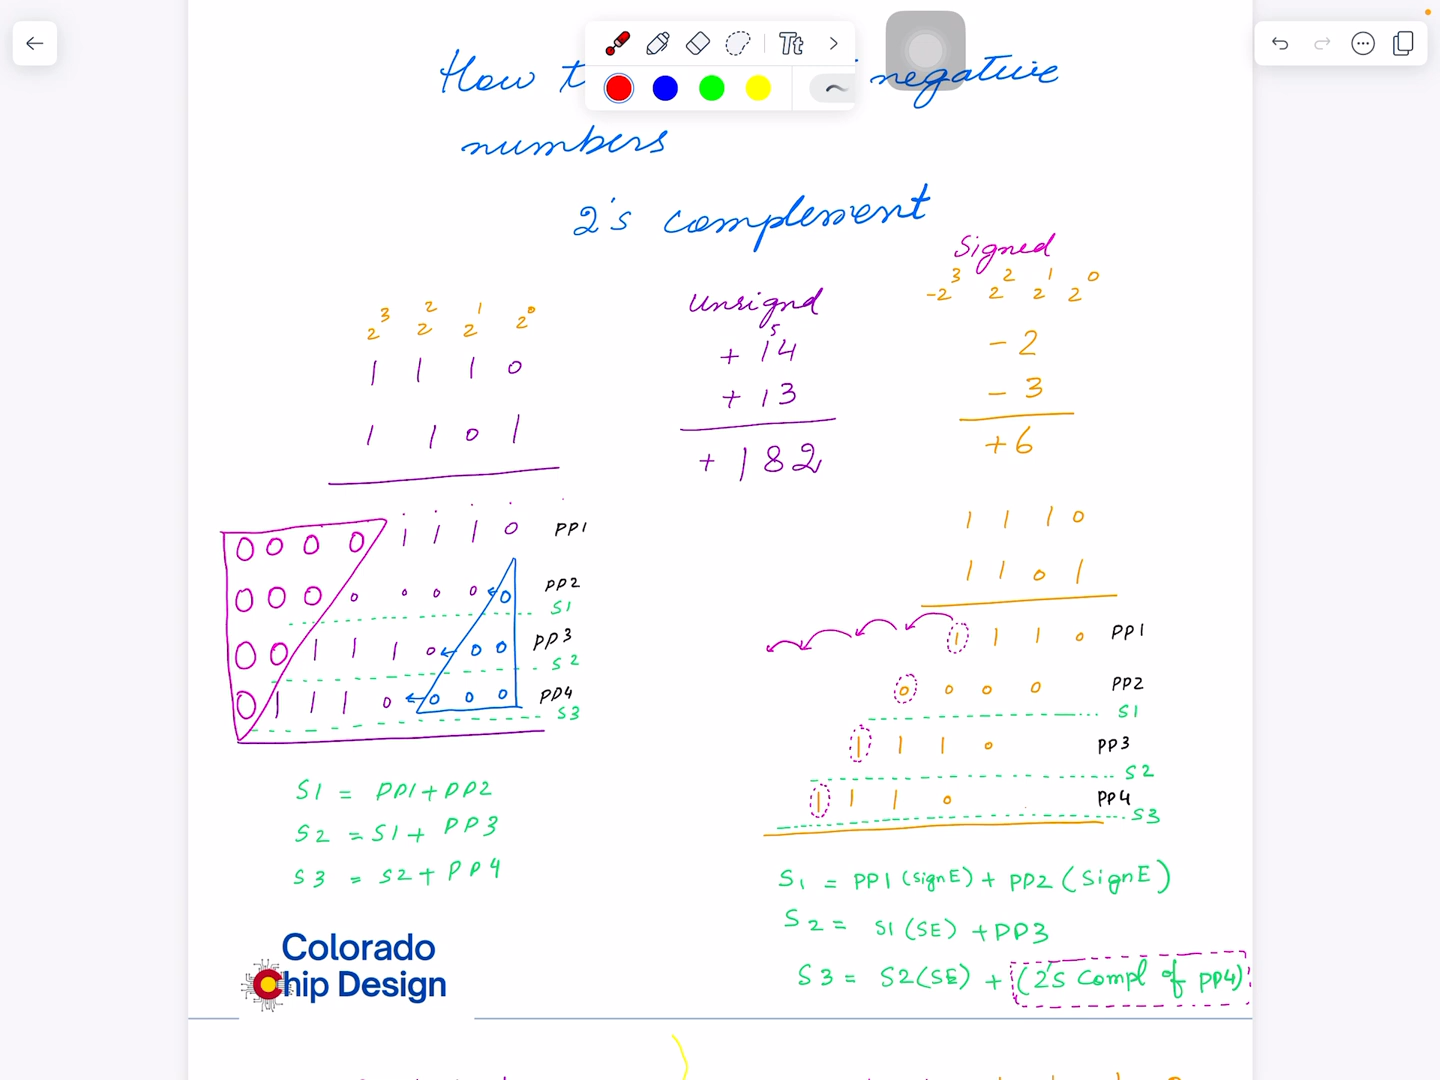 How t negative
numbers
2's complement
Signed
-2^3 2^2 2^1 2^0
Unsignd
2^3 2^2 2^1 2^0
5
+ 14
- 2
1 1 1 0
+ 13
- 3
1 1 0 1
+ 182
+ 6
0 0 0 0 1 1 1 0 PP1
0 0 0 0 0 0 0 0 PP2
S1
0 0 1 1 1 0 0 0 PP3
S2
0 1 1 1 0 0 0 0 PP4
S3
1 1 1 0
1 1 0 1
1 1 1 0 PP1
0 0 0 0 PP2
S1
1 1 1 0 PP3
S2
1 1 1 0 PP4
S3
S1 = PP1 + PP2
S2 = S1 + PP3
S3 = S2 + PP4
S1 = PP1 (signE) + PP2 (SignE)
S2 = S1 (SE) + PP3
S3 = S2 (SE) + (2's compl of PP4)
Colorado
Chip Design
Tt